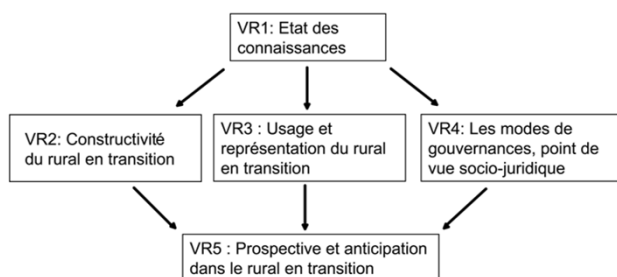 VR1: Etat des
connaissances
VR2: Constructivité
du rural en transition
VR3 : Usage et
représentation du rural
en transition
VR4: Les modes de
gouvernances, point de
vue socio-juridique
VR5 : Prospective et anticipation
dans le rural en transition